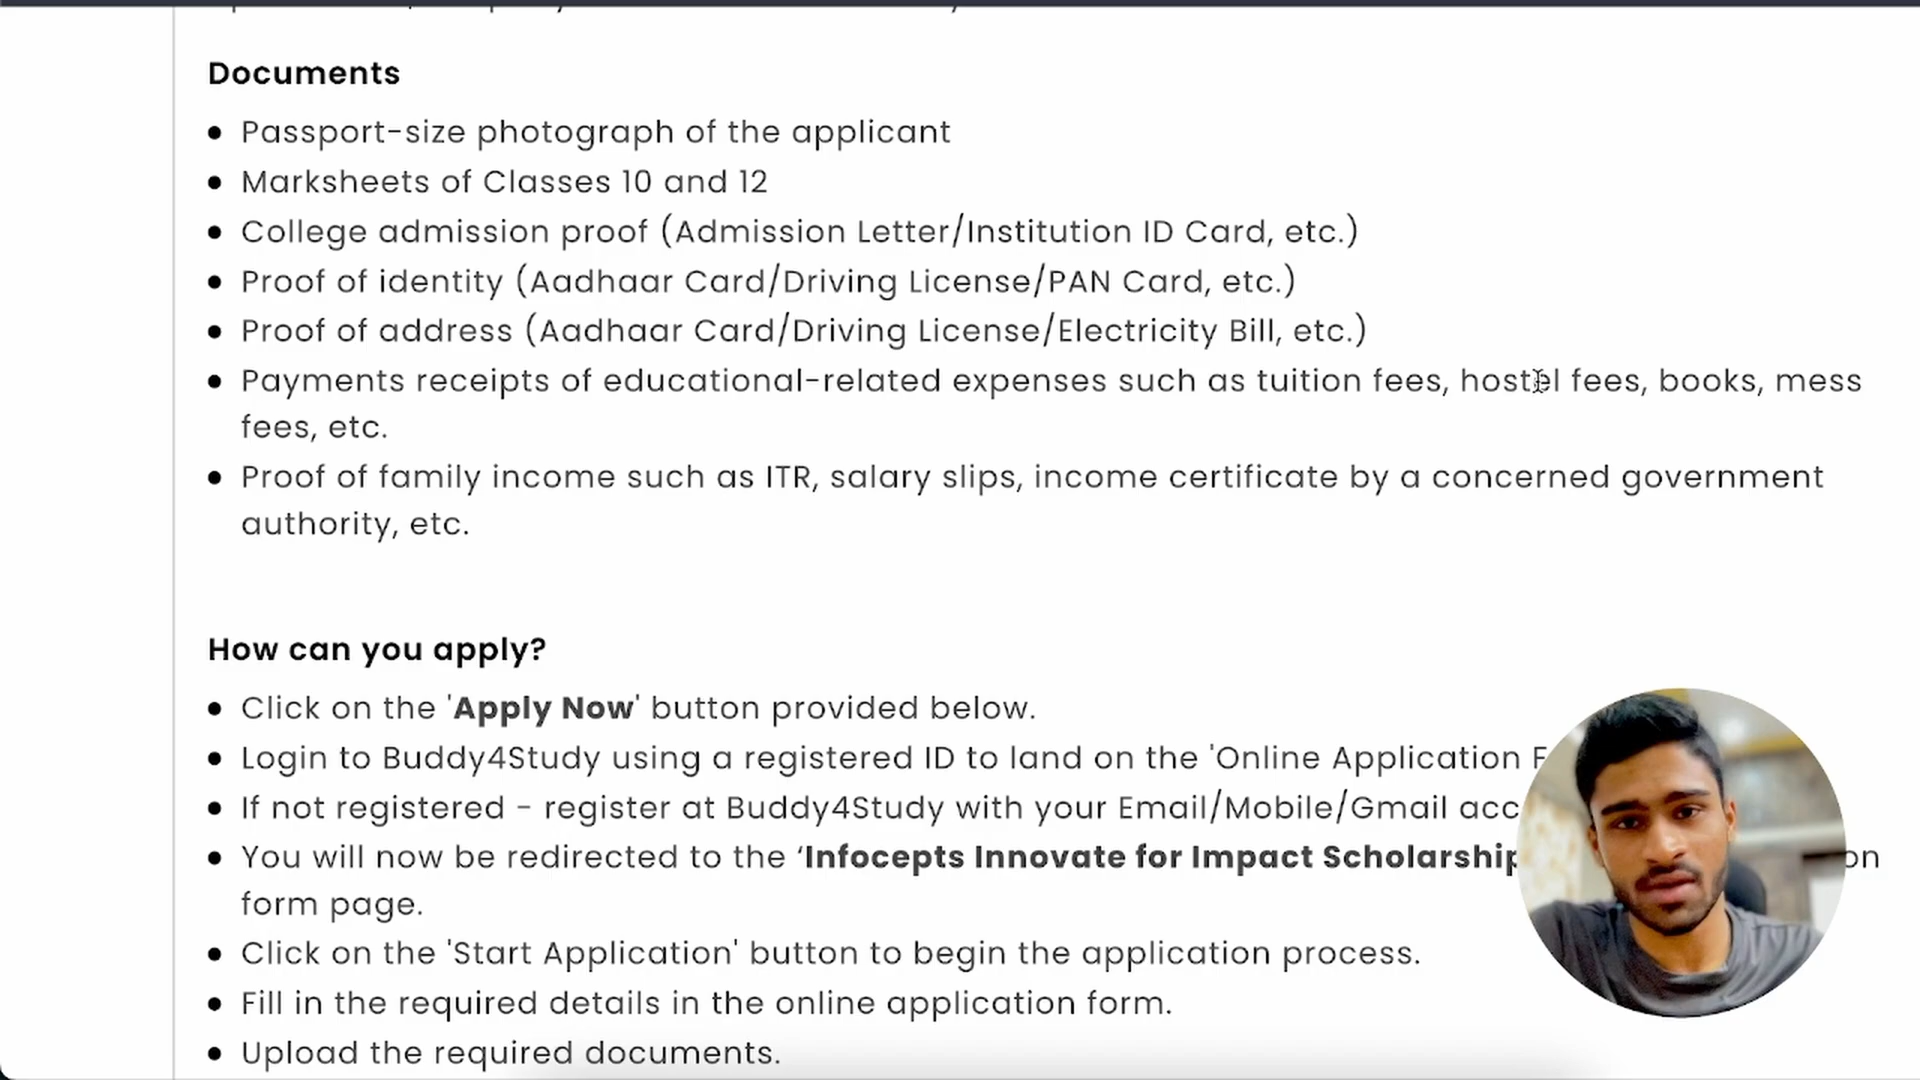 Documents
Passport-size photograph of the applicant
Marksheets of Classes 10 and 12
College admission proof (Admission Letter/Institution ID Card, etc.)
Proof of identity (Aadhaar Card/Driving License/PAN Card, etc.)
Proof of address (Aadhaar Card/Driving License/Electricity Bill, etc.)
Payments receipts of educational-related expenses such as tuition fees, hostel fees, books, mess
fees, etc.
Proof of family income such as ITR, salary slips, income certificate by a concerned government
authority, etc.
How can you apply?
Click on the 'Apply Now' button provided below.
Login to Buddy4Study using a registered ID to land on the 'Online Application
If not registered - register at Buddy4Study with your Email/Mobile/Gmail
You will now be redirected to the ‘Infocepts Innovate for Impact
form page.
Click on the 'Start Application' button to begin the application process.
Fill in the required details in the online application form.
Upload the required documents.